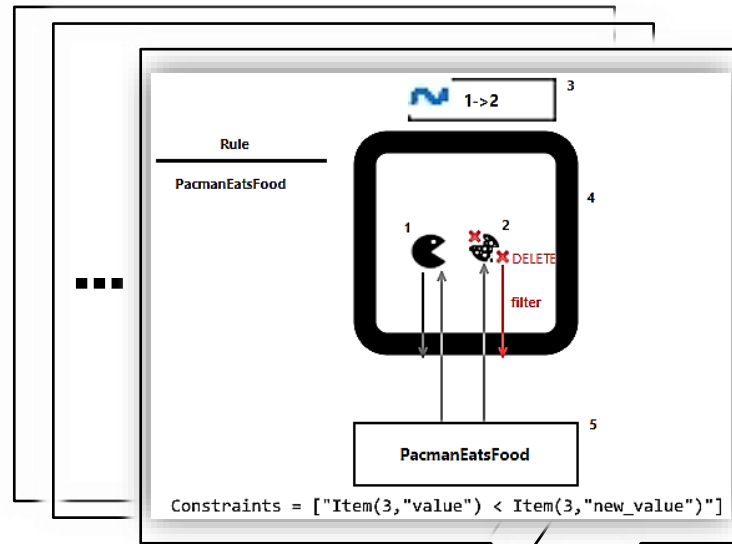 1->2
3
Rule
PacmanEatsFood
4
1
2
DELETE
filter
5
PacmanEatsFood
Constraints = ["Item(3,"value") < Item(3,"new_value")"]